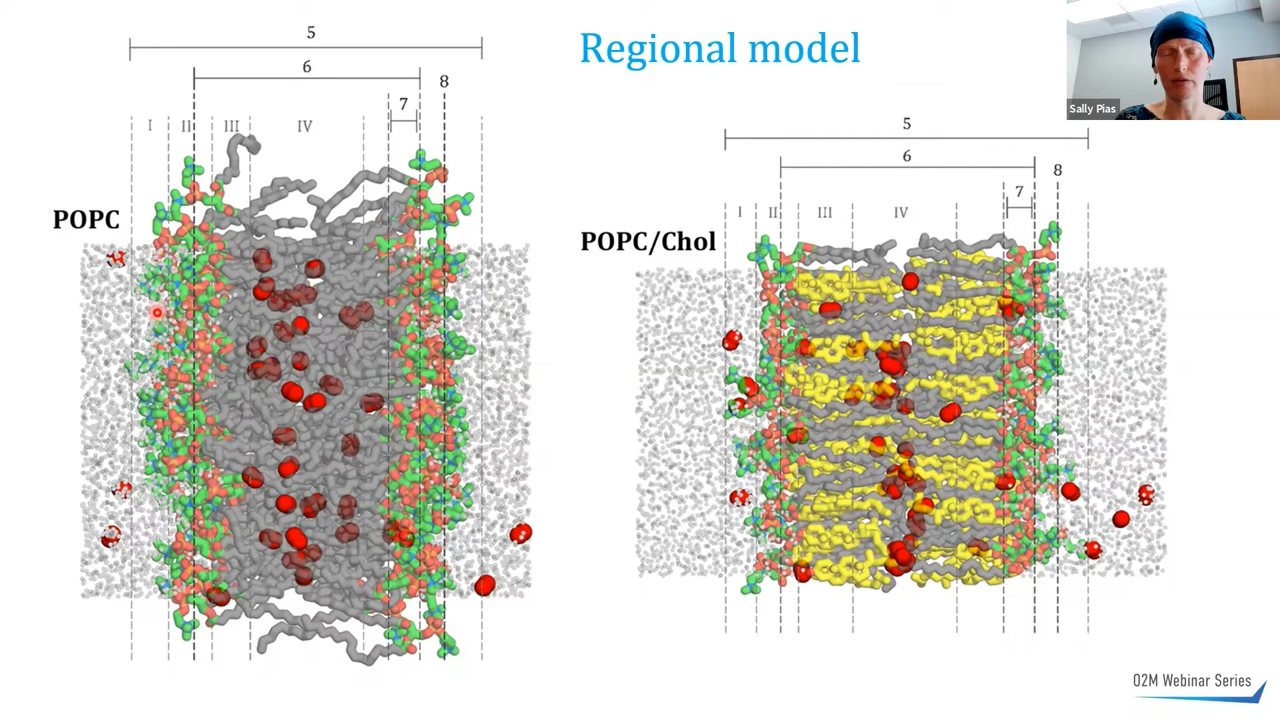 Regional model
Sally Pias
5
6
8
7
I II III IV
POPC
5
6
8
7
I II III IV
POPC/Chol
O2M Webinar Series